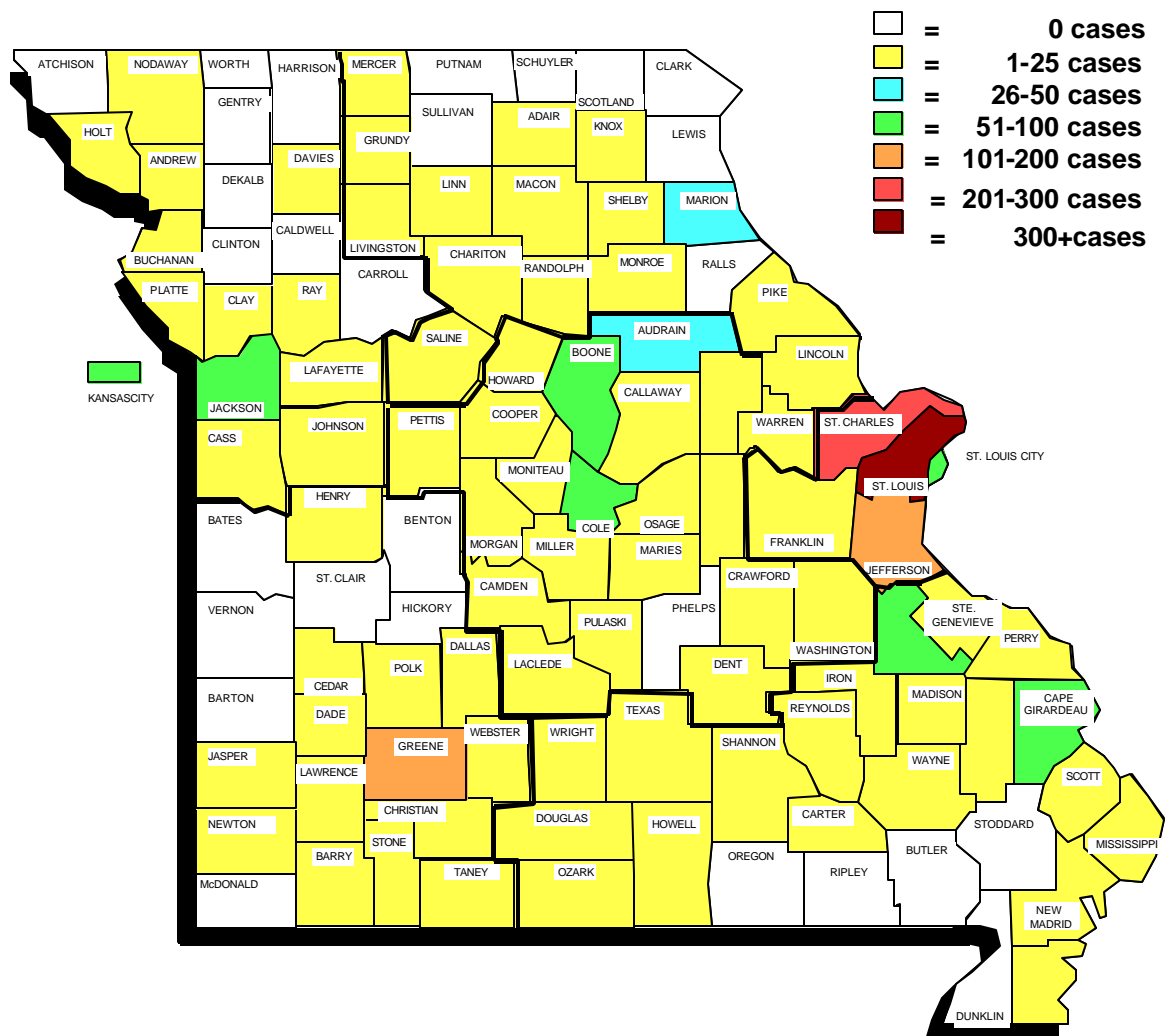 = 0 cases
= 1-25 cases
= 26-50 cases
= 51-100 cases
= 101-200 cases
= 201-300 cases
= 300+cases
ATCHISON
NODAWAY
WORTH
HARRISON
MERCER
PUTNAM
SCHUYLER
SCOTLAND
CLARK
GENTRY
SULLIVAN
ADAIR
KNOX
LEWIS
HOLT
ANDREW
DAVIES
GRUNDY
DEKALB
LINN
MACON
SHELBY
MARION
BUCHANAN
CLINTON
CALDWELL
LIVINGSTON
CHARITON
RANDOLPH
MONROE
RALLS
CARROLL
PLATTE
CLAY
RAY
PIKE
SALINE
HOWARD
BOONE
AUDRAIN
LINCOLN
KANSASCITY
JACKSON
LAFAYETTE
CALLAWAY
CASS
JOHNSON
PETTIS
COOPER
WARREN
ST. CHARLES
MONITEAU
ST. LOUIS CITY
ST. LOUIS
HENRY
BATES
BENTON
COLE
OSAGE
MORGAN
MILLER
MARIES
FRANKLIN
JEFFERSON
ST. CLAIR
CAMDEN
CRAWFORD
VERNON
HICKORY
PHELPS
STE.
GENEVIEVE
PULASKI
WASHINGTON
PERRY
DALLAS
POLK
LACLEDE
DENT
CEDAR
IRON
BARTON
DADE
MADISON
CAPE
GIRARDEAU
REYNOLDS
TEXAS
WEBSTER
WRIGHT
GREENE
SHANNON
JASPER
LAWRENCE
WAYNE
SCOTT
CHRISTIAN
NEWTON
DOUGLAS
HOWELL
CARTER
STODDARD
STONE
MISSISSIPPI
BUTLER
BARRY
OREGON
TANEY
OZARK
RIPLEY
McDONALD
NEW
MADRID
DUNKLIN